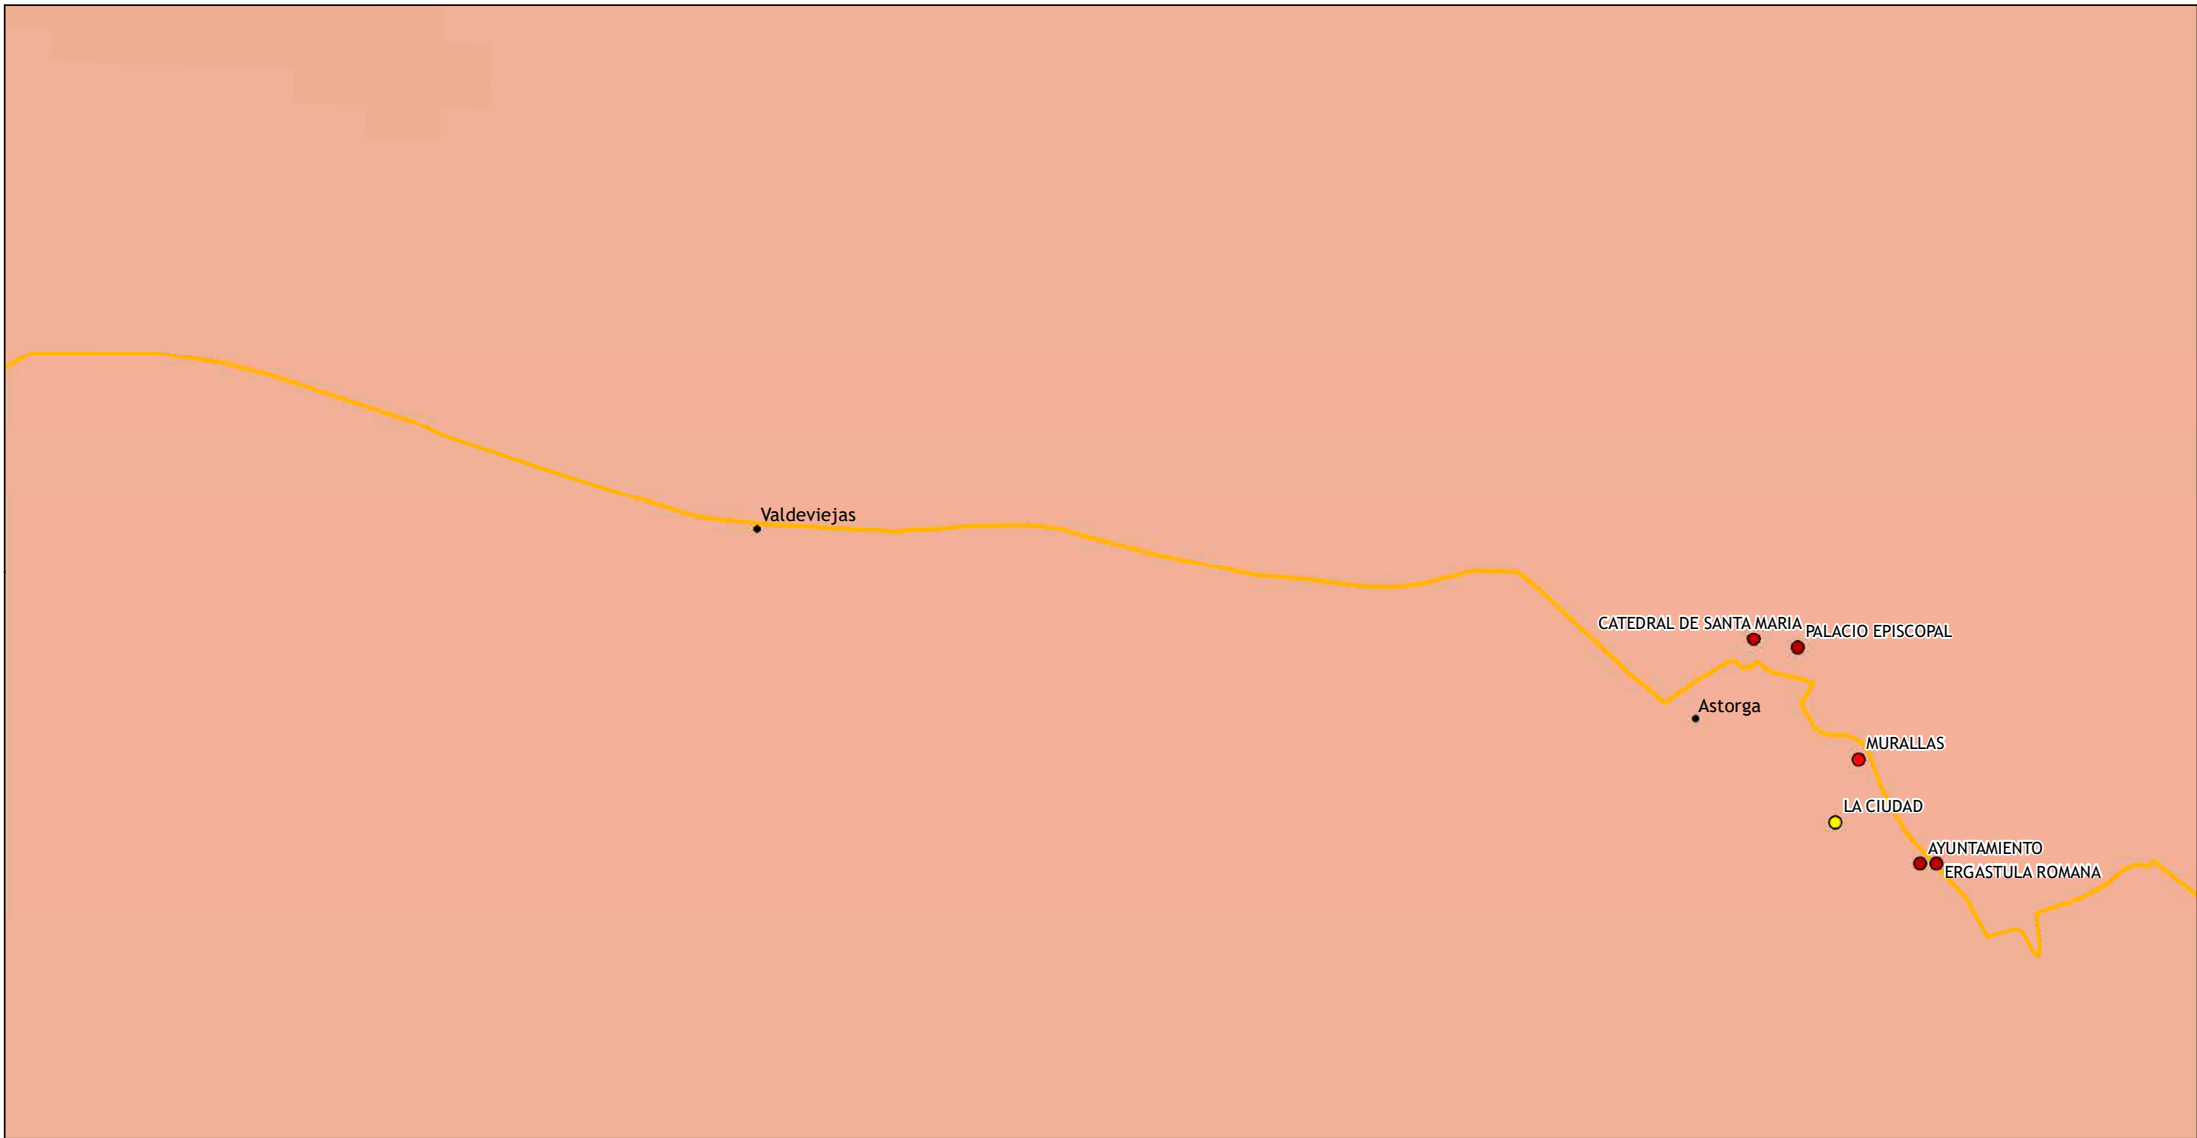 Valdeviejas
CATEDRAL DE SANTA MARIA
PALACIO EPISCOPAL
Astorga
MURALLAS
LA CIUDAD
AYUNTAMIENTO
ERGASTULA ROMANA